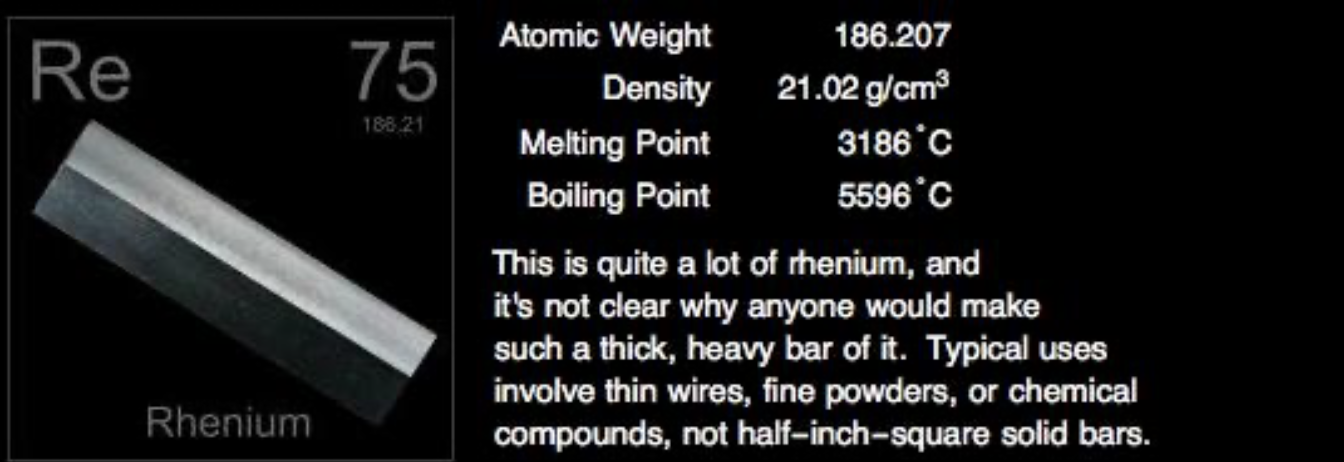 Re 75
186.21
Rhenium
Atomic Weight 186.207
Density 21.02 g/cm³
Melting Point 3186˚C
Boiling Point 5596˚C
This is quite a lot of rhenium, and
it's not clear why anyone would make
such a thick, heavy bar of it.  Typical uses
involve thin wires, fine powders, or chemical
compounds, not half–inch–square solid bars.